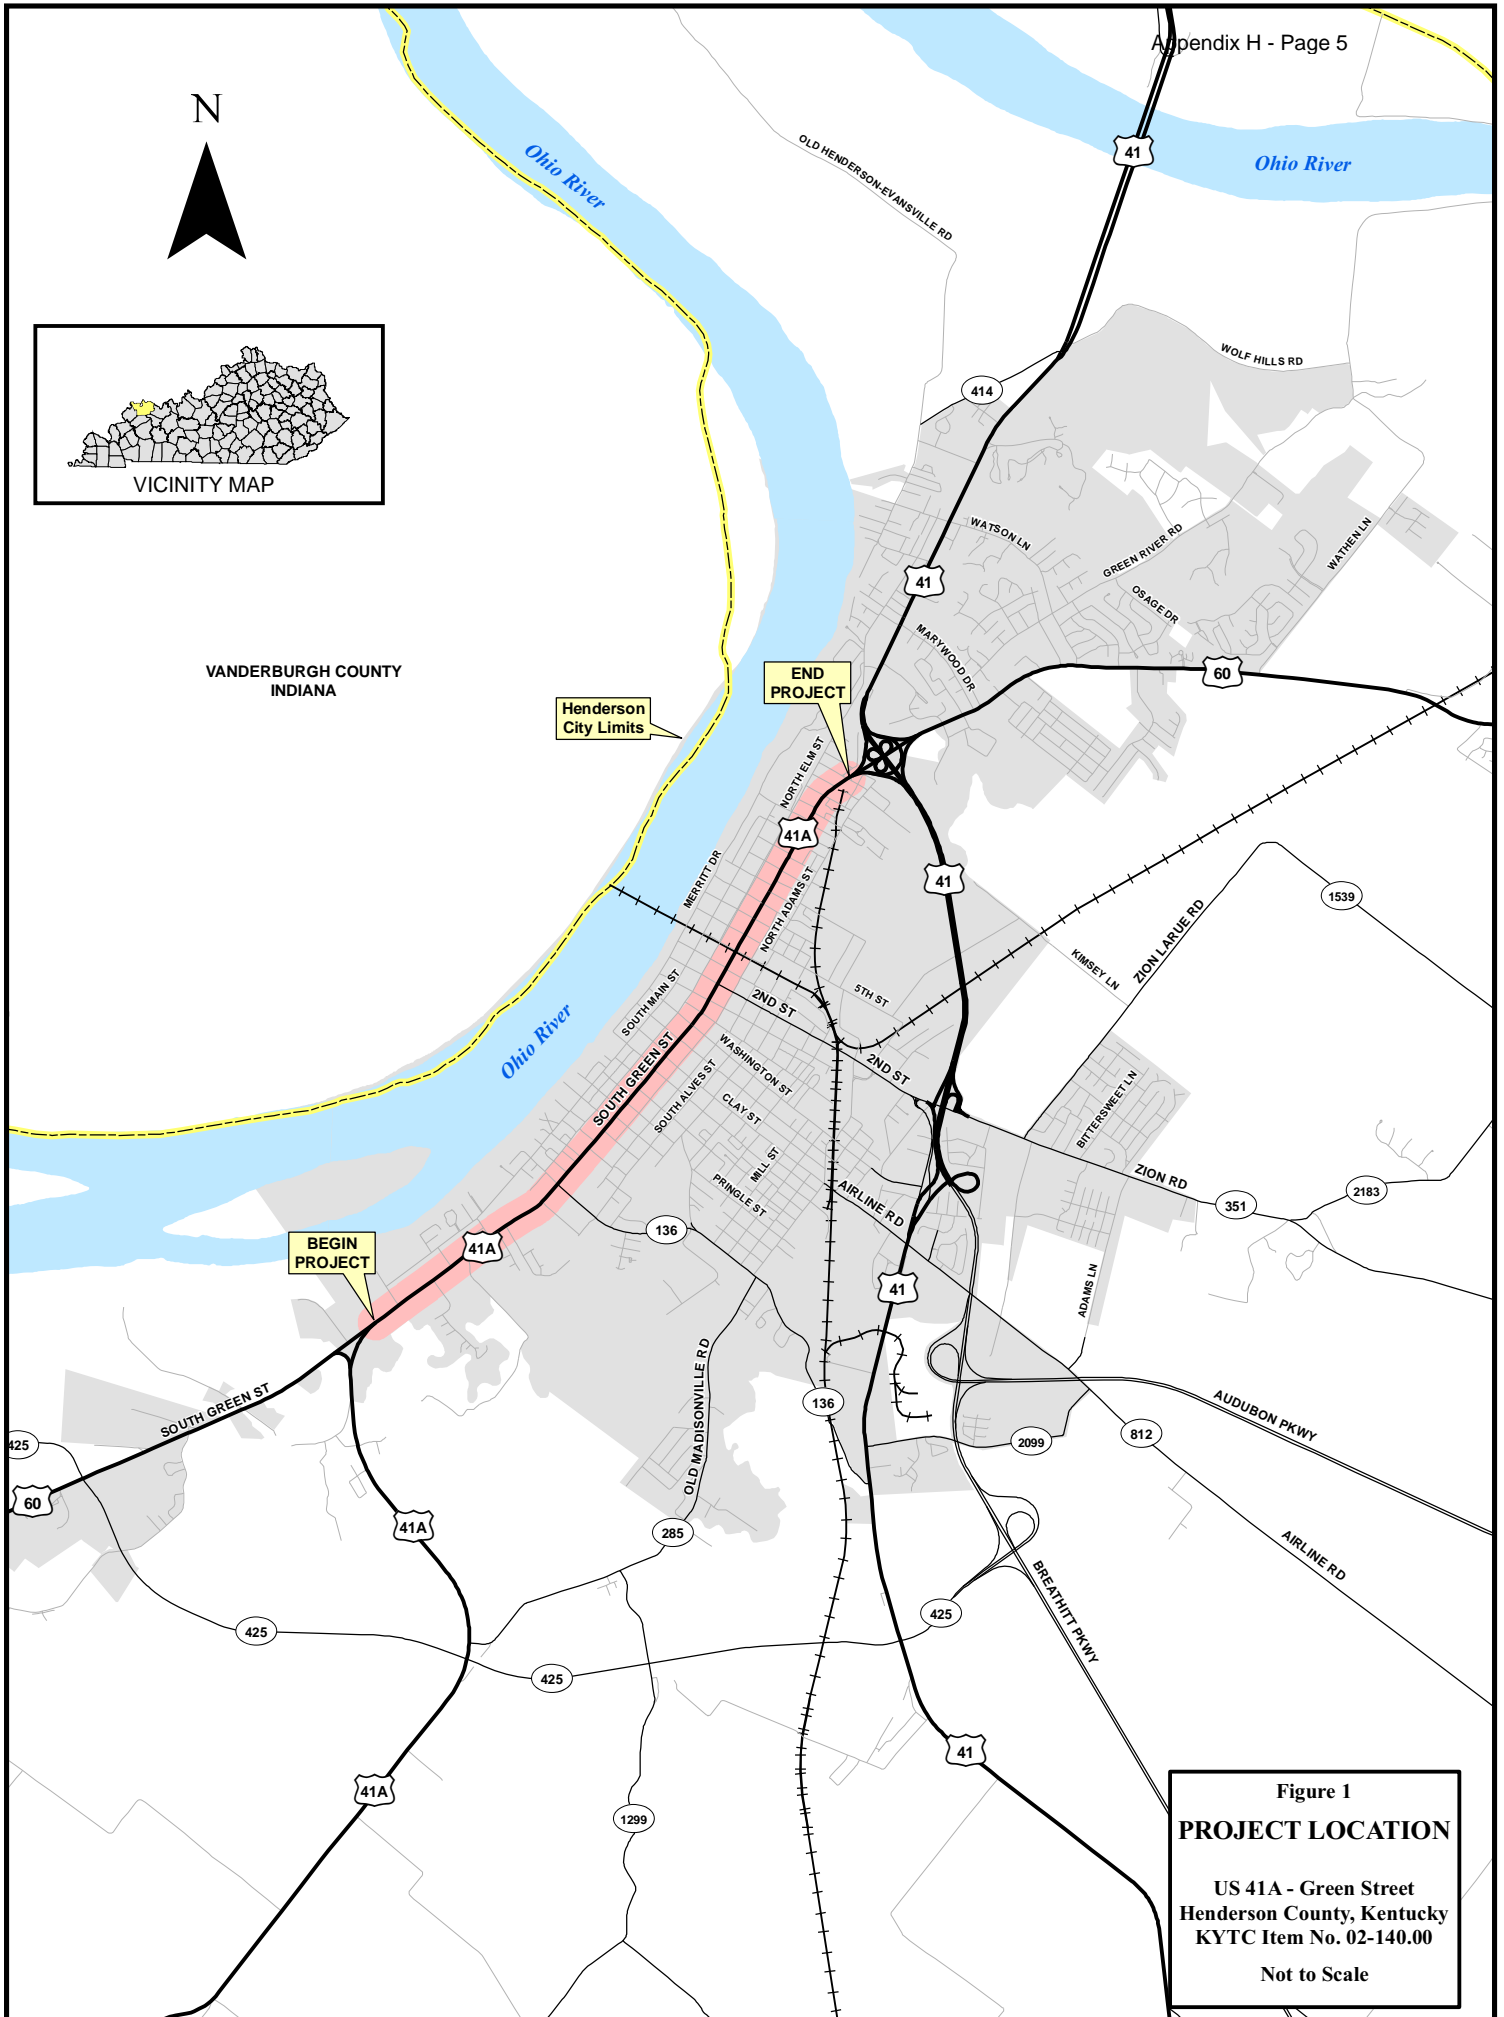 Appendix H - Page 5
N
41
Ohio River
Ohio River
OLD HENDERSON-EVANSVILLE RD
WOLF HILLS RD
414
VICINITY MAP
WATSON LN
GREEN RIVER RD
WATHEN LN
41
OSAGE DR
MARYWOOD DR
VANDERBURGH COUNTY
INDIANA
END
PROJECT
60
Henderson
City Limits
NORTH ELM ST
41A
MERRITT DR
NORTH ADAMS ST
41
1539
ZION LARUE RD
KIMSEY LN
SOUTH MAIN ST
5TH ST
2ND ST
Ohio River
SOUTH GREEN ST
WASHINGTON ST
2ND ST
SOUTH ALVES ST
CLAY ST
BITTERSWEET LN
MILL ST
PRINGLE ST
ZION RD
AIRLINE RD
2183
351
136
BEGIN
PROJECT
41A
41
ADAMS LN
SOUTH GREEN ST
OLD MADISONVILLE RD
136
AUDUBON PKWY
425
2099
812
60
41A
285
AIRLINE RD
BREATHITT PKWY
425
425
425
41
41A
1299
Figure 1
PROJECT LOCATION
US 41A - Green Street
Henderson County, Kentucky
KYTC Item No. 02-140.00
Not to Scale